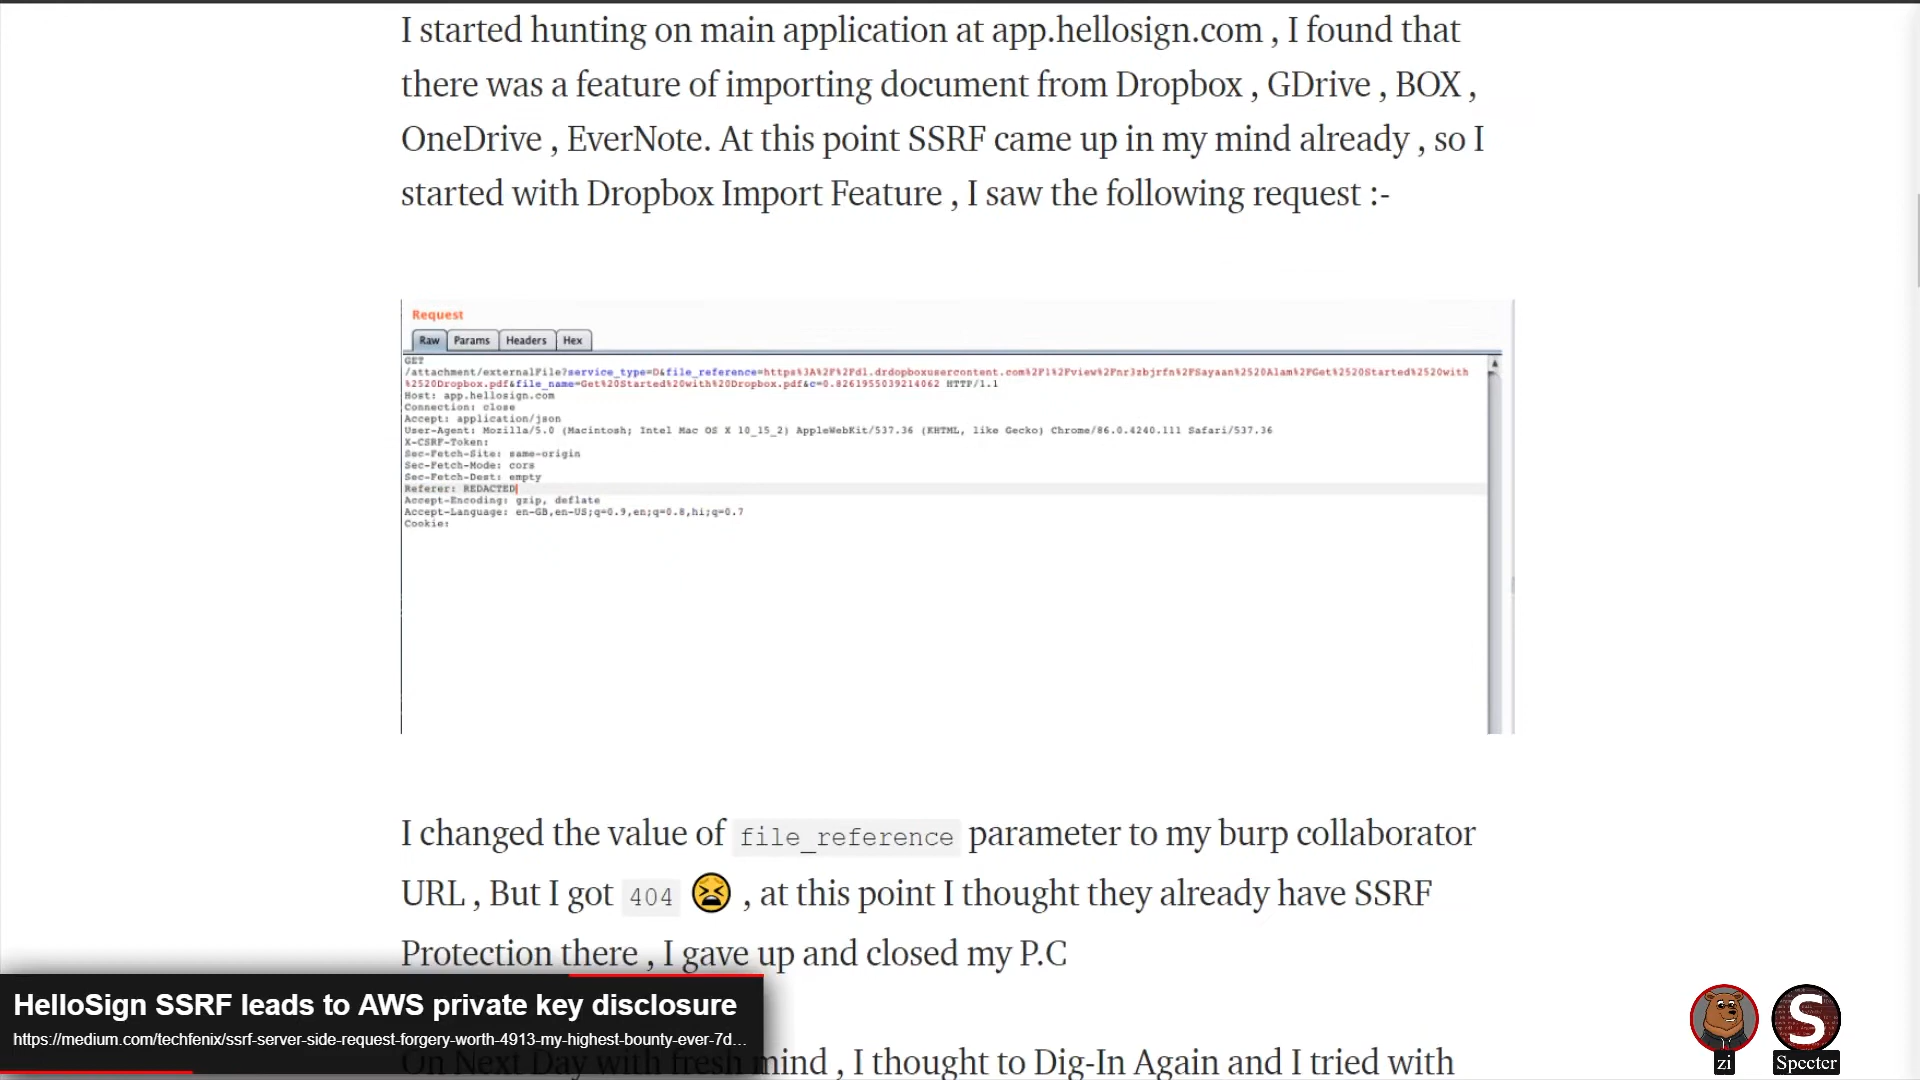 I started hunting on main application at app.hellosign.com , I found that
there was a feature of importing document from Dropbox , GDrive , BOX ,
OneDrive , EverNote. At this point SSRF came up in my mind already , so I
started with Dropbox Import Feature , I saw the following request :-
Request
Raw Params Headers Hex
GET
/attachment/externalFile?service_type=D&file_reference=https%3A%2F%2Fdl.drdopboxusercontent.com%2F1%2Fview%2Fnr3zbjrfn%2FSayaan%2520Alam%2FGet%2520Started%2520with
%2520Dropbox.pdf&file_name=Get%20Started%20with%20Dropbox.pdf&c=0.8261955039214062 HTTP/1.1
Host: app.hellosign.com
Connection: close
Accept: application/json
User-Agent: Mozilla/5.0 (Macintosh; Intel Mac OS X 10_15_2) AppleWebKit/537.36 (KHTML, like Gecko) Chrome/86.0.4240.111 Safari/537.36
X-CSRF-Token:
Sec-Fetch-Site: same-origin
Sec-Fetch-Mode: cors
Sec-Fetch-Dest: empty
Referer: REDACTED
Accept-Encoding: gzip, deflate
Accept-Language: en-GB,en-US;q=0.9,en;q=0.8,hi;q=0.7
Cookie:
I changed the value of file_reference parameter to my burp collaborator
URL , But I got 404 😫 , at this point I thought they already have SSRF
Protection there , I gave up and closed my P.C
HelloSign SSRF leads to AWS private key disclosure
https://medium.com/techfenix/ssrf-server-side-request-forgery-worth-4913-my-highest-bounty-ever-7d...
On Next Day with fresh mind , I thought to Dig-In Again and I tried with
zi
S
Specter